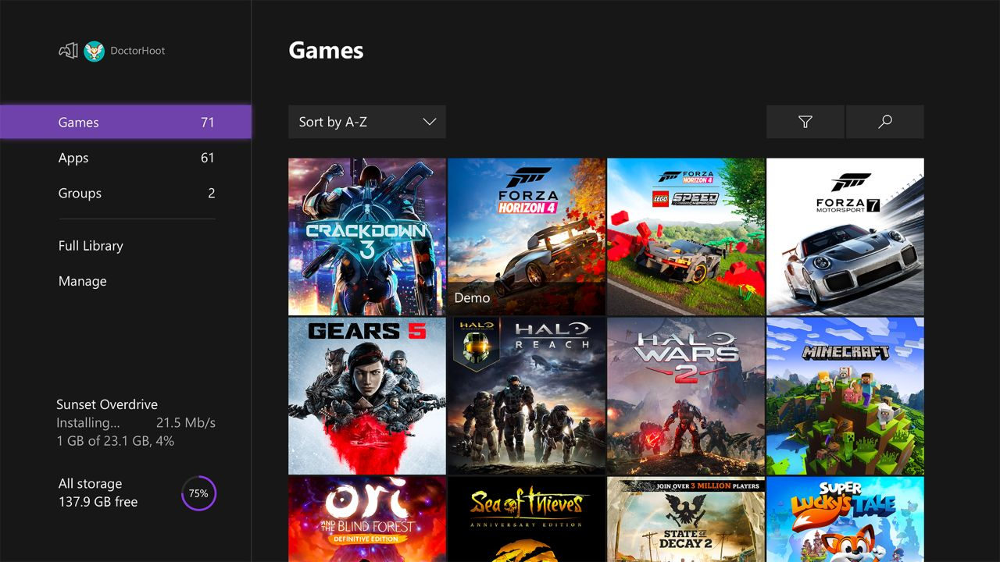 DoctorHoot
Games 71
Apps 61
Groups 2
Full Library
Manage
Sunset Overdrive
Installing... 21.5 Mb/s
1 GB of 23.1 GB, 4%
All storage
137.9 GB free
75%
Games
Sort by A-Z
CRACKDOWN
3
FORZA
HORIZON 4
Demo
FORZA
HORIZON 4
LEGO SPEED
CHAMPIONS
FORZA
MOTORSPORT 7
GEARS 5
HALO
HALO
REACH
HALO
WARS
2
MINECRAFT
ori
AND THE BLIND FOREST
DEFINITIVE EDITION
Sea of Thieves
ANNIVERSARY EDITION
JOIN OVER 3 MILLION PLAYERS
STATE OF
DECAY 2
SUPER
LUCKY'S TALE